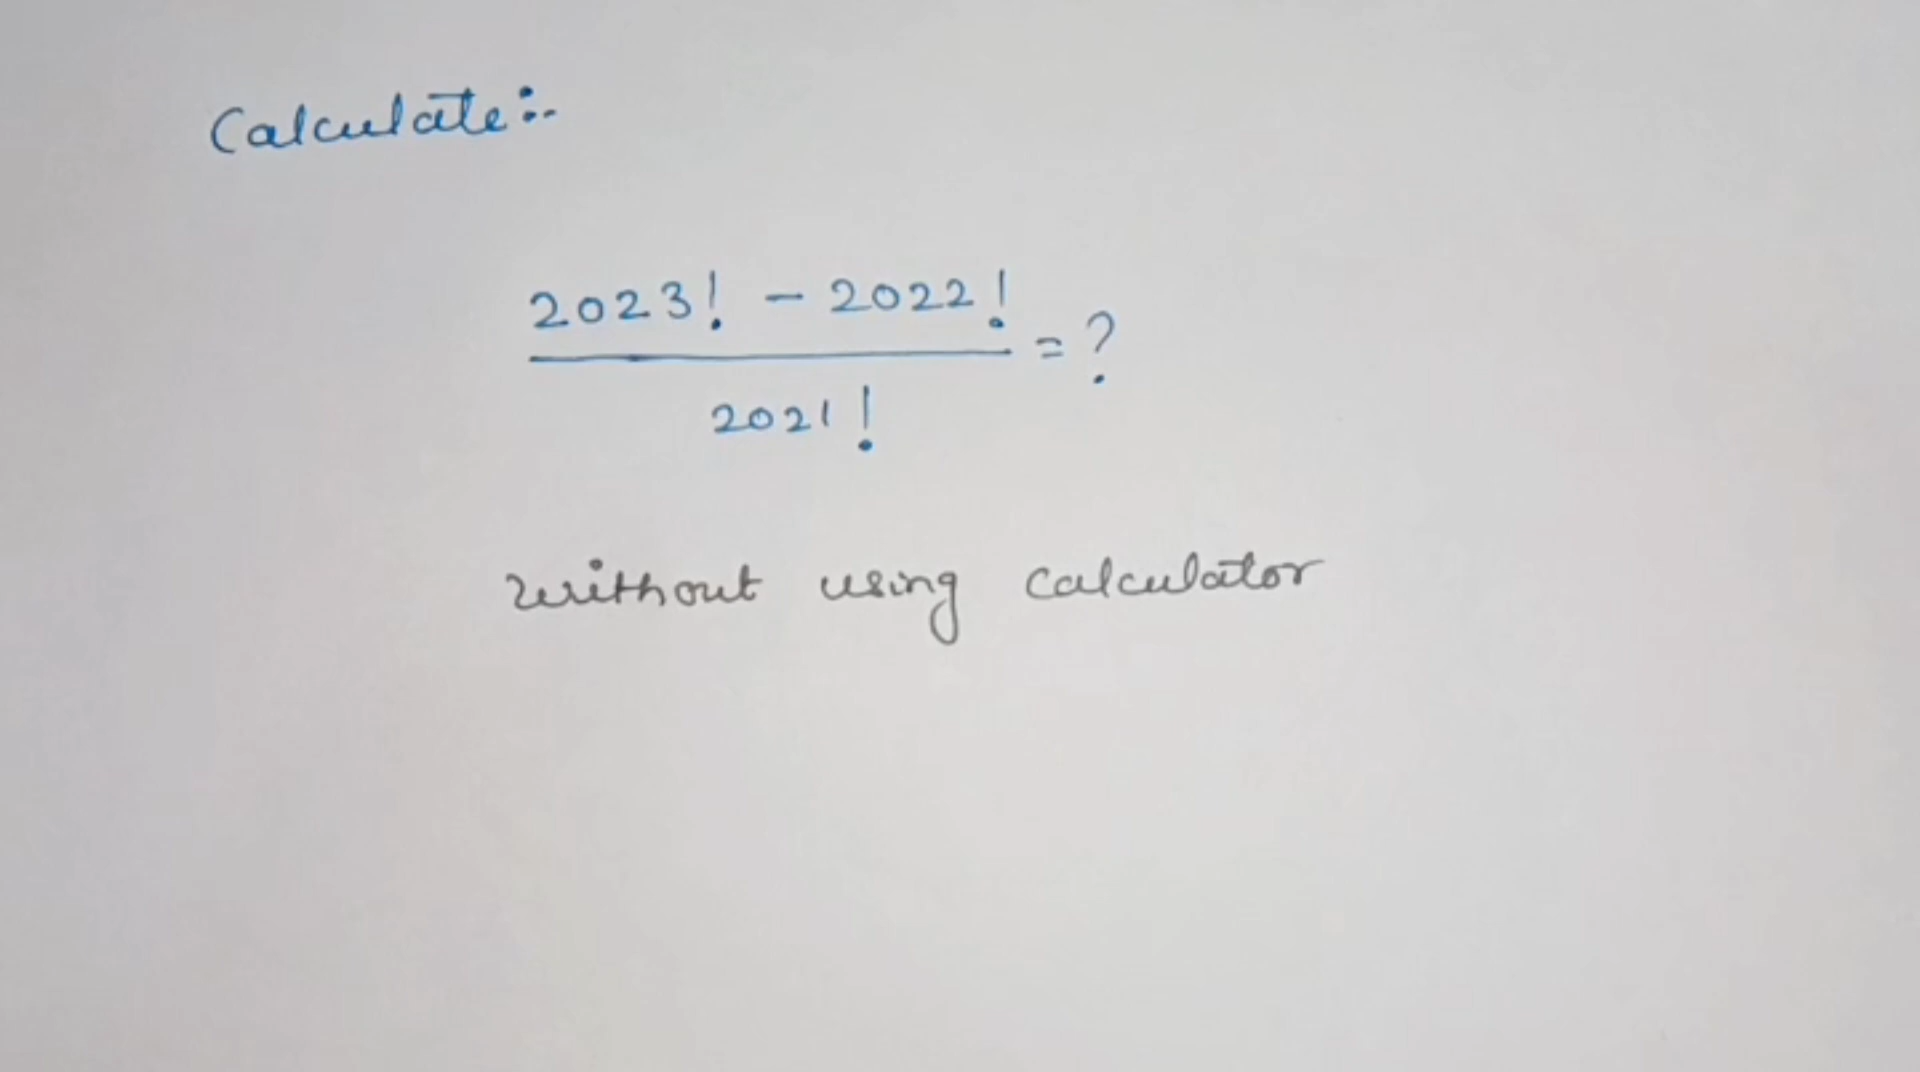 Calculate:-
2023! - 2022!
2021!
= ?
without using calculator